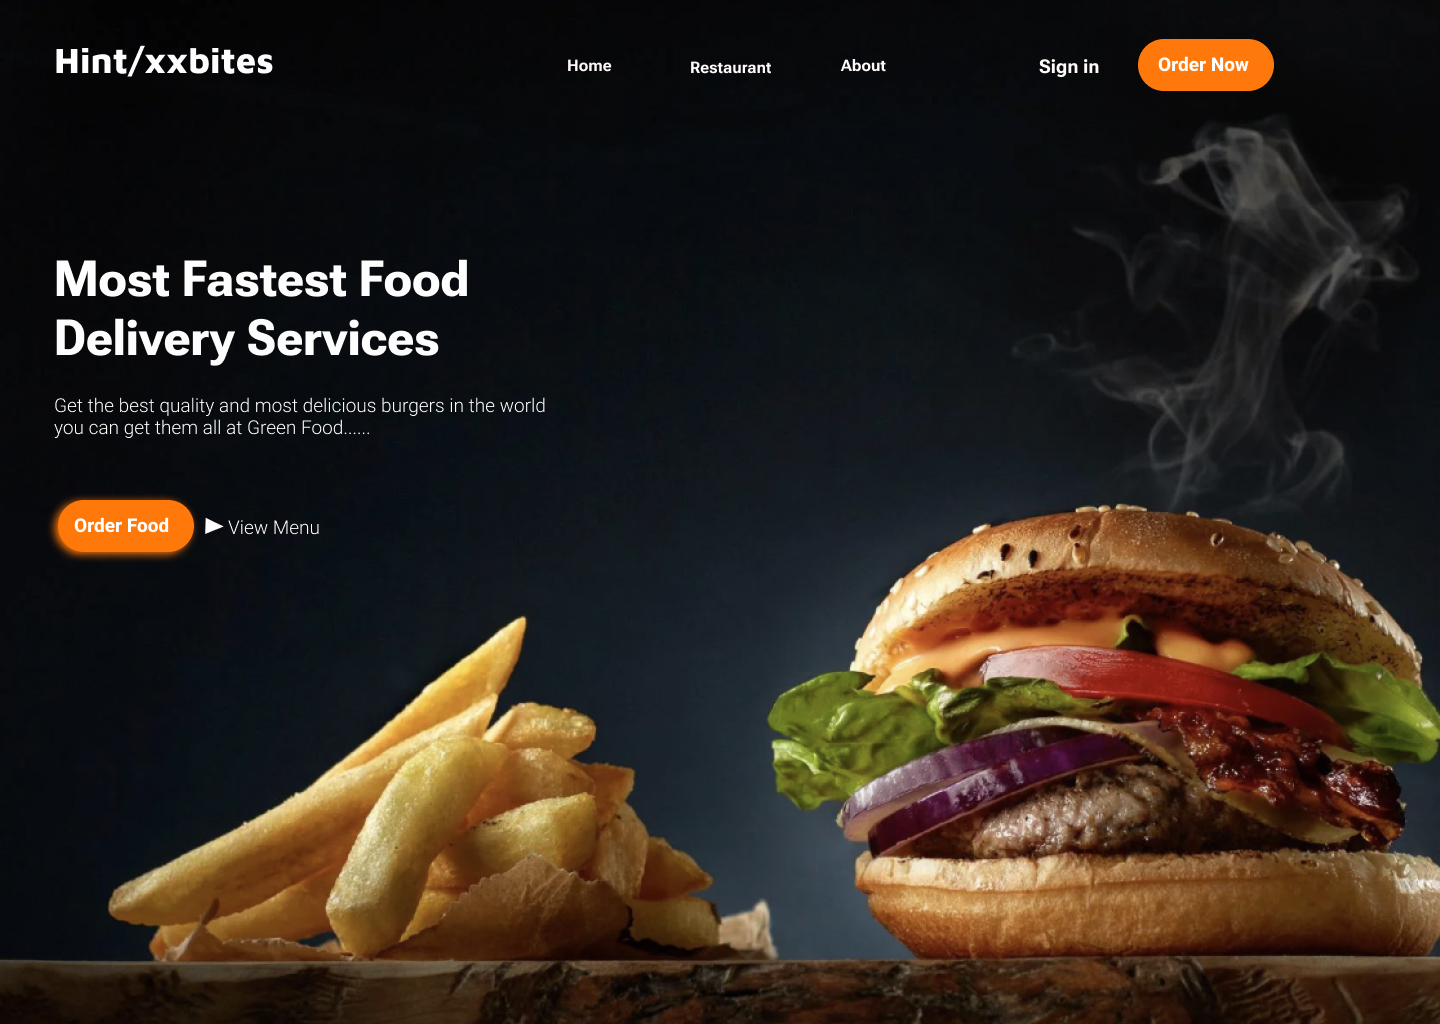 Hint/xxbites
Home
Restaurant
About
Sign in
Order Now
Most Fastest Food
Delivery Services
Get the best quality and most delicious burgers in the world
you can get them all at Green Food......
Order Food
View Menu